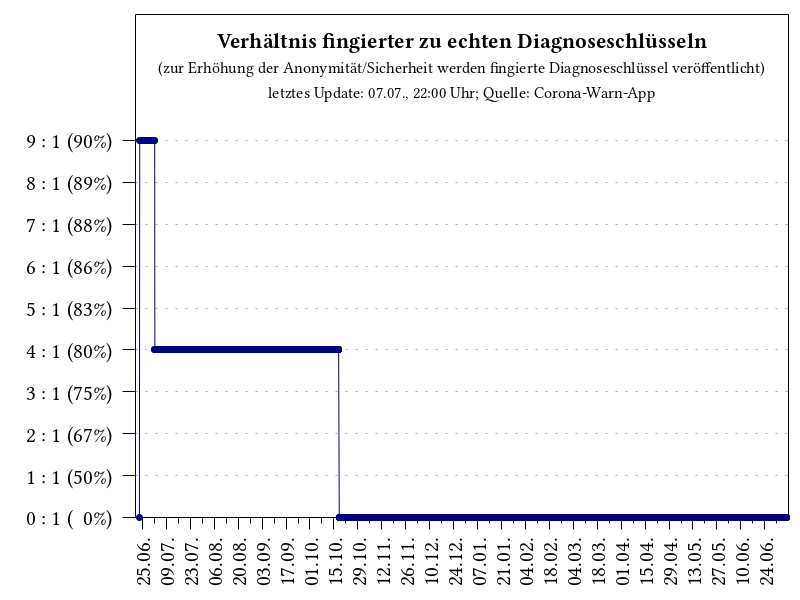 Verhältnis fingierter zu echten Diagnoseschlüsseln
(zur Erhöhung der Anonymität/Sicherheit werden fingierte Diagnoseschlüssel veröffentlicht)
letztes Update: 07.07., 22:00 Uhr; Quelle: Corona-Warn-App
9 : 1 (90%)
8 : 1 (89%)
7 : 1 (88%)
6 : 1 (86%)
5 : 1 (83%)
4 : 1 (80%)
3 : 1 (75%)
2 : 1 (67%)
1 : 1 (50%)
0 : 1 ( 0%)
25.06.
09.07.
23.07.
06.08.
20.08.
03.09.
17.09.
01.10.
15.10.
29.10.
12.11.
26.11.
10.12.
24.12.
07.01.
21.01.
04.02.
18.02.
04.03.
18.03.
01.04.
15.04.
29.04.
13.05.
27.05.
10.06.
24.06.